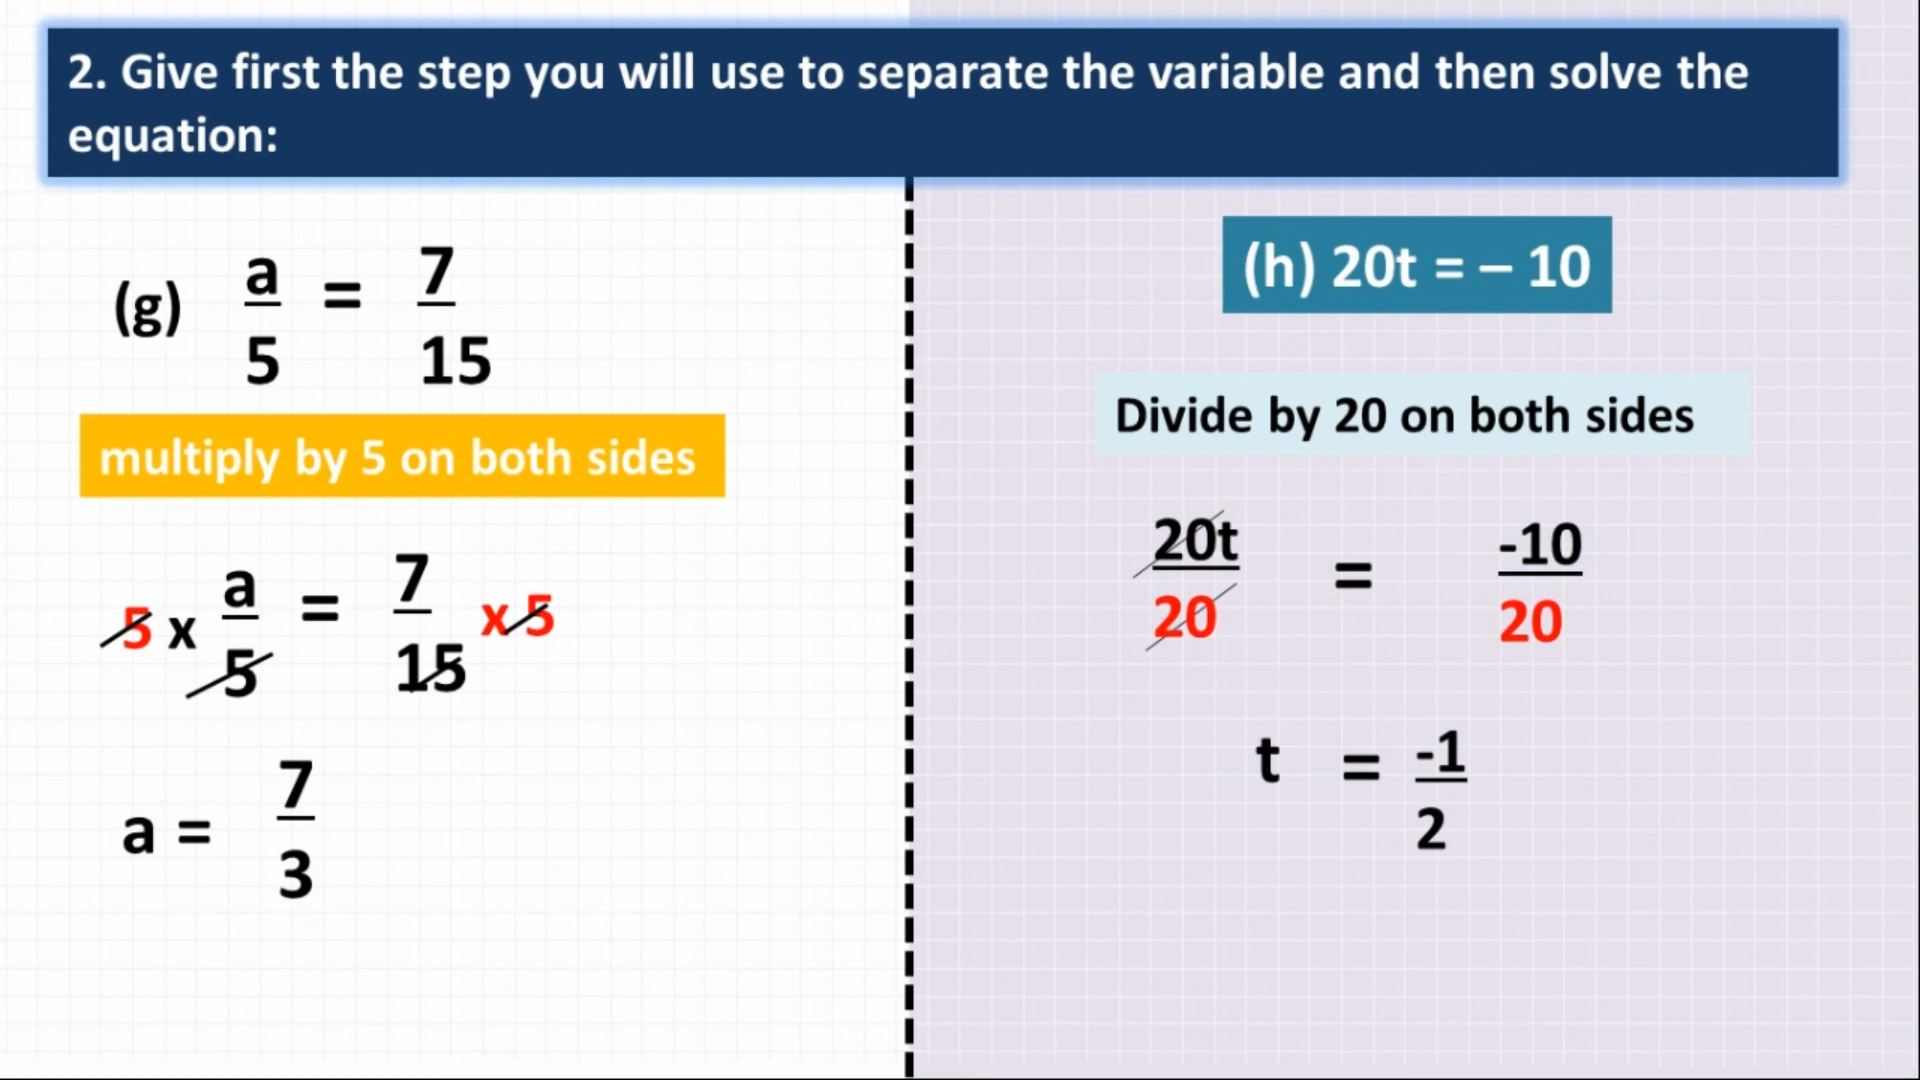 2. Give first the step you will use to separate the variable and then solve the
equation:
(g) a/5 = 7/15
multiply by 5 on both sides
5 x a/5 = 7/15 x 5
a = 7/3
(h) 20t = – 10
Divide by 20 on both sides
20t/20 = -10/20
t = -1/2